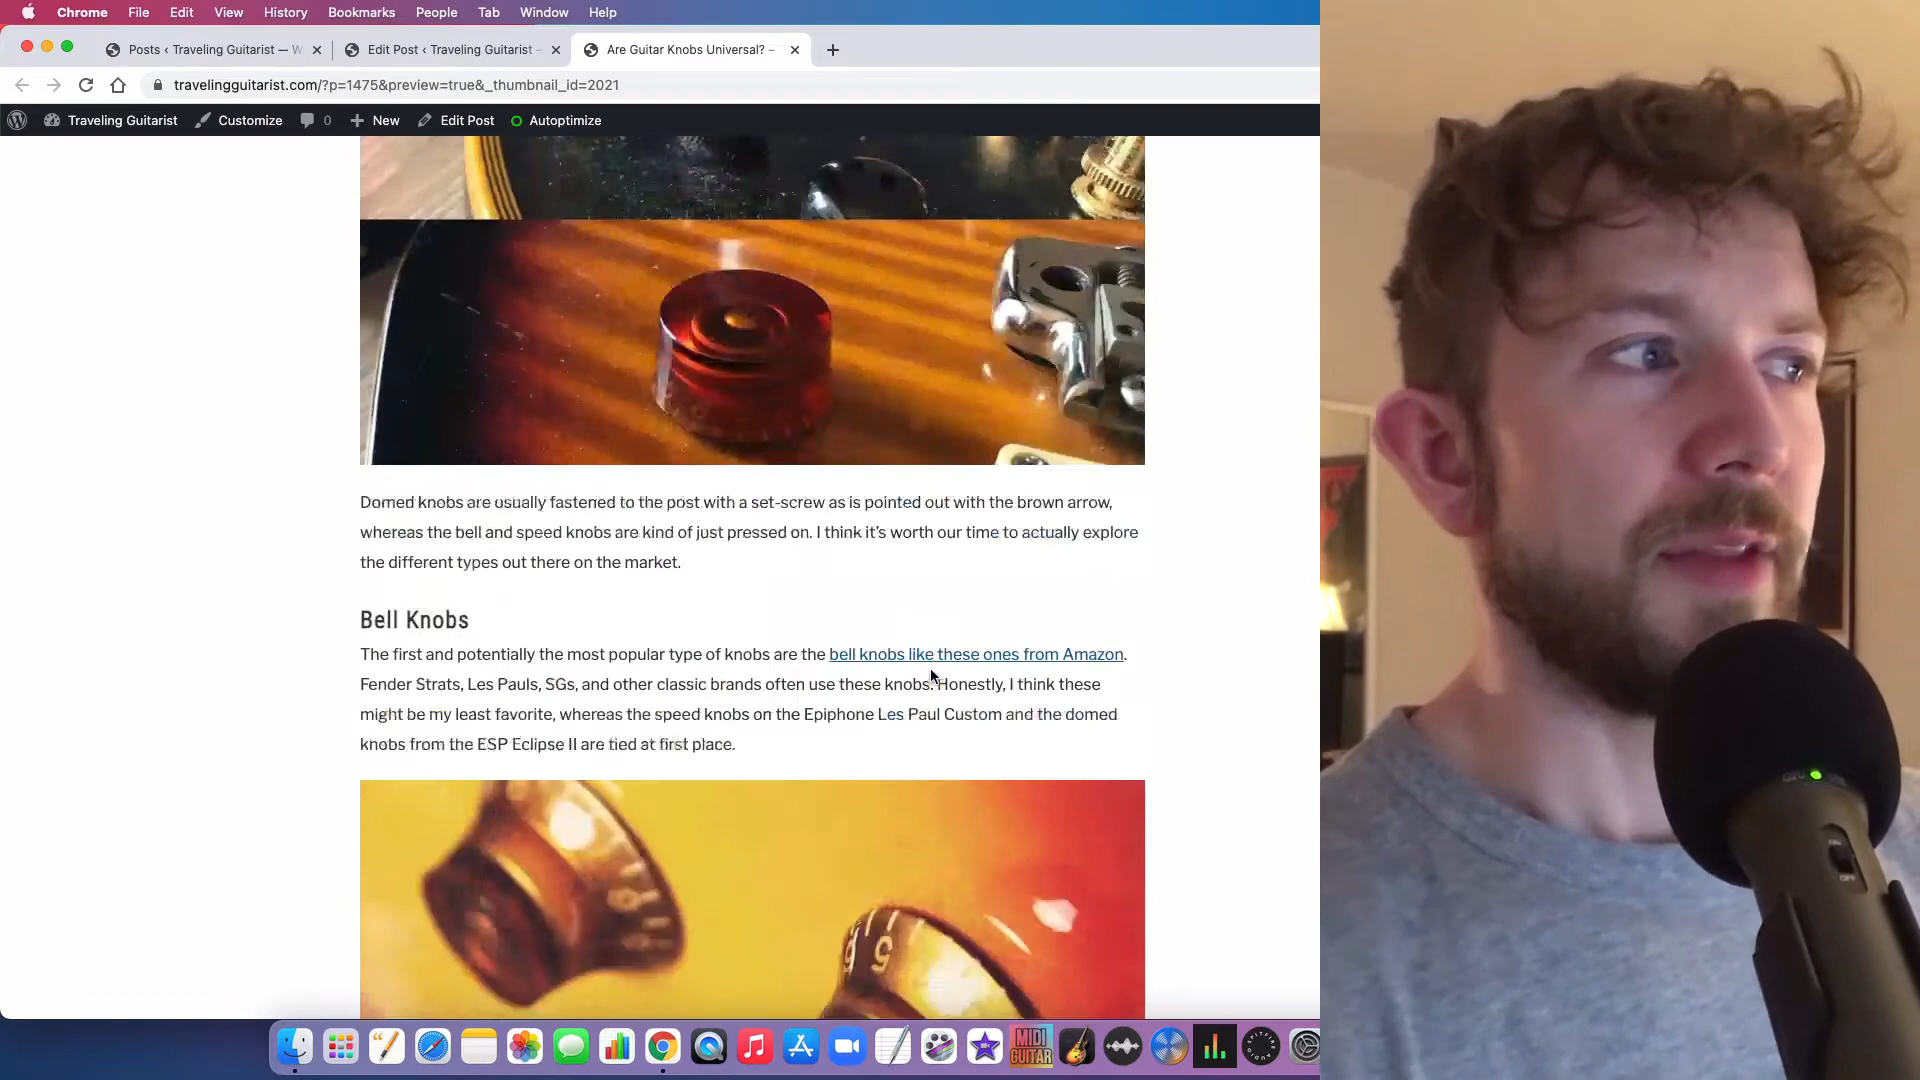 Chrome File Edit View History Bookmarks People Tab Window Help
Posts ‹ Traveling Guitarist — W
Edit Post ‹ Traveling Guitarist –
Are Guitar Knobs Universal? –
travelingguitarist.com/?p=1475&preview=true&_thumbnail_id=2021
Traveling Guitarist Customize 0 New Edit Post Autoptimize
Domed knobs are usually fastened to the post with a set-screw as is pointed out with the brown arrow,
whereas the bell and speed knobs are kind of just pressed on. I think it's worth our time to actually explore
the different types out there on the market.
Bell Knobs
The first and potentially the most popular type of knobs are the bell knobs like these ones from Amazon.
Fender Strats, Les Pauls, SGs, and other classic brands often use these knobs. Honestly, I think these
might be my least favorite, whereas the speed knobs on the Epiphone Les Paul Custom and the domed
knobs from the ESP Eclipse II are tied at first place.
5
MIDI
GUITAR
OFF